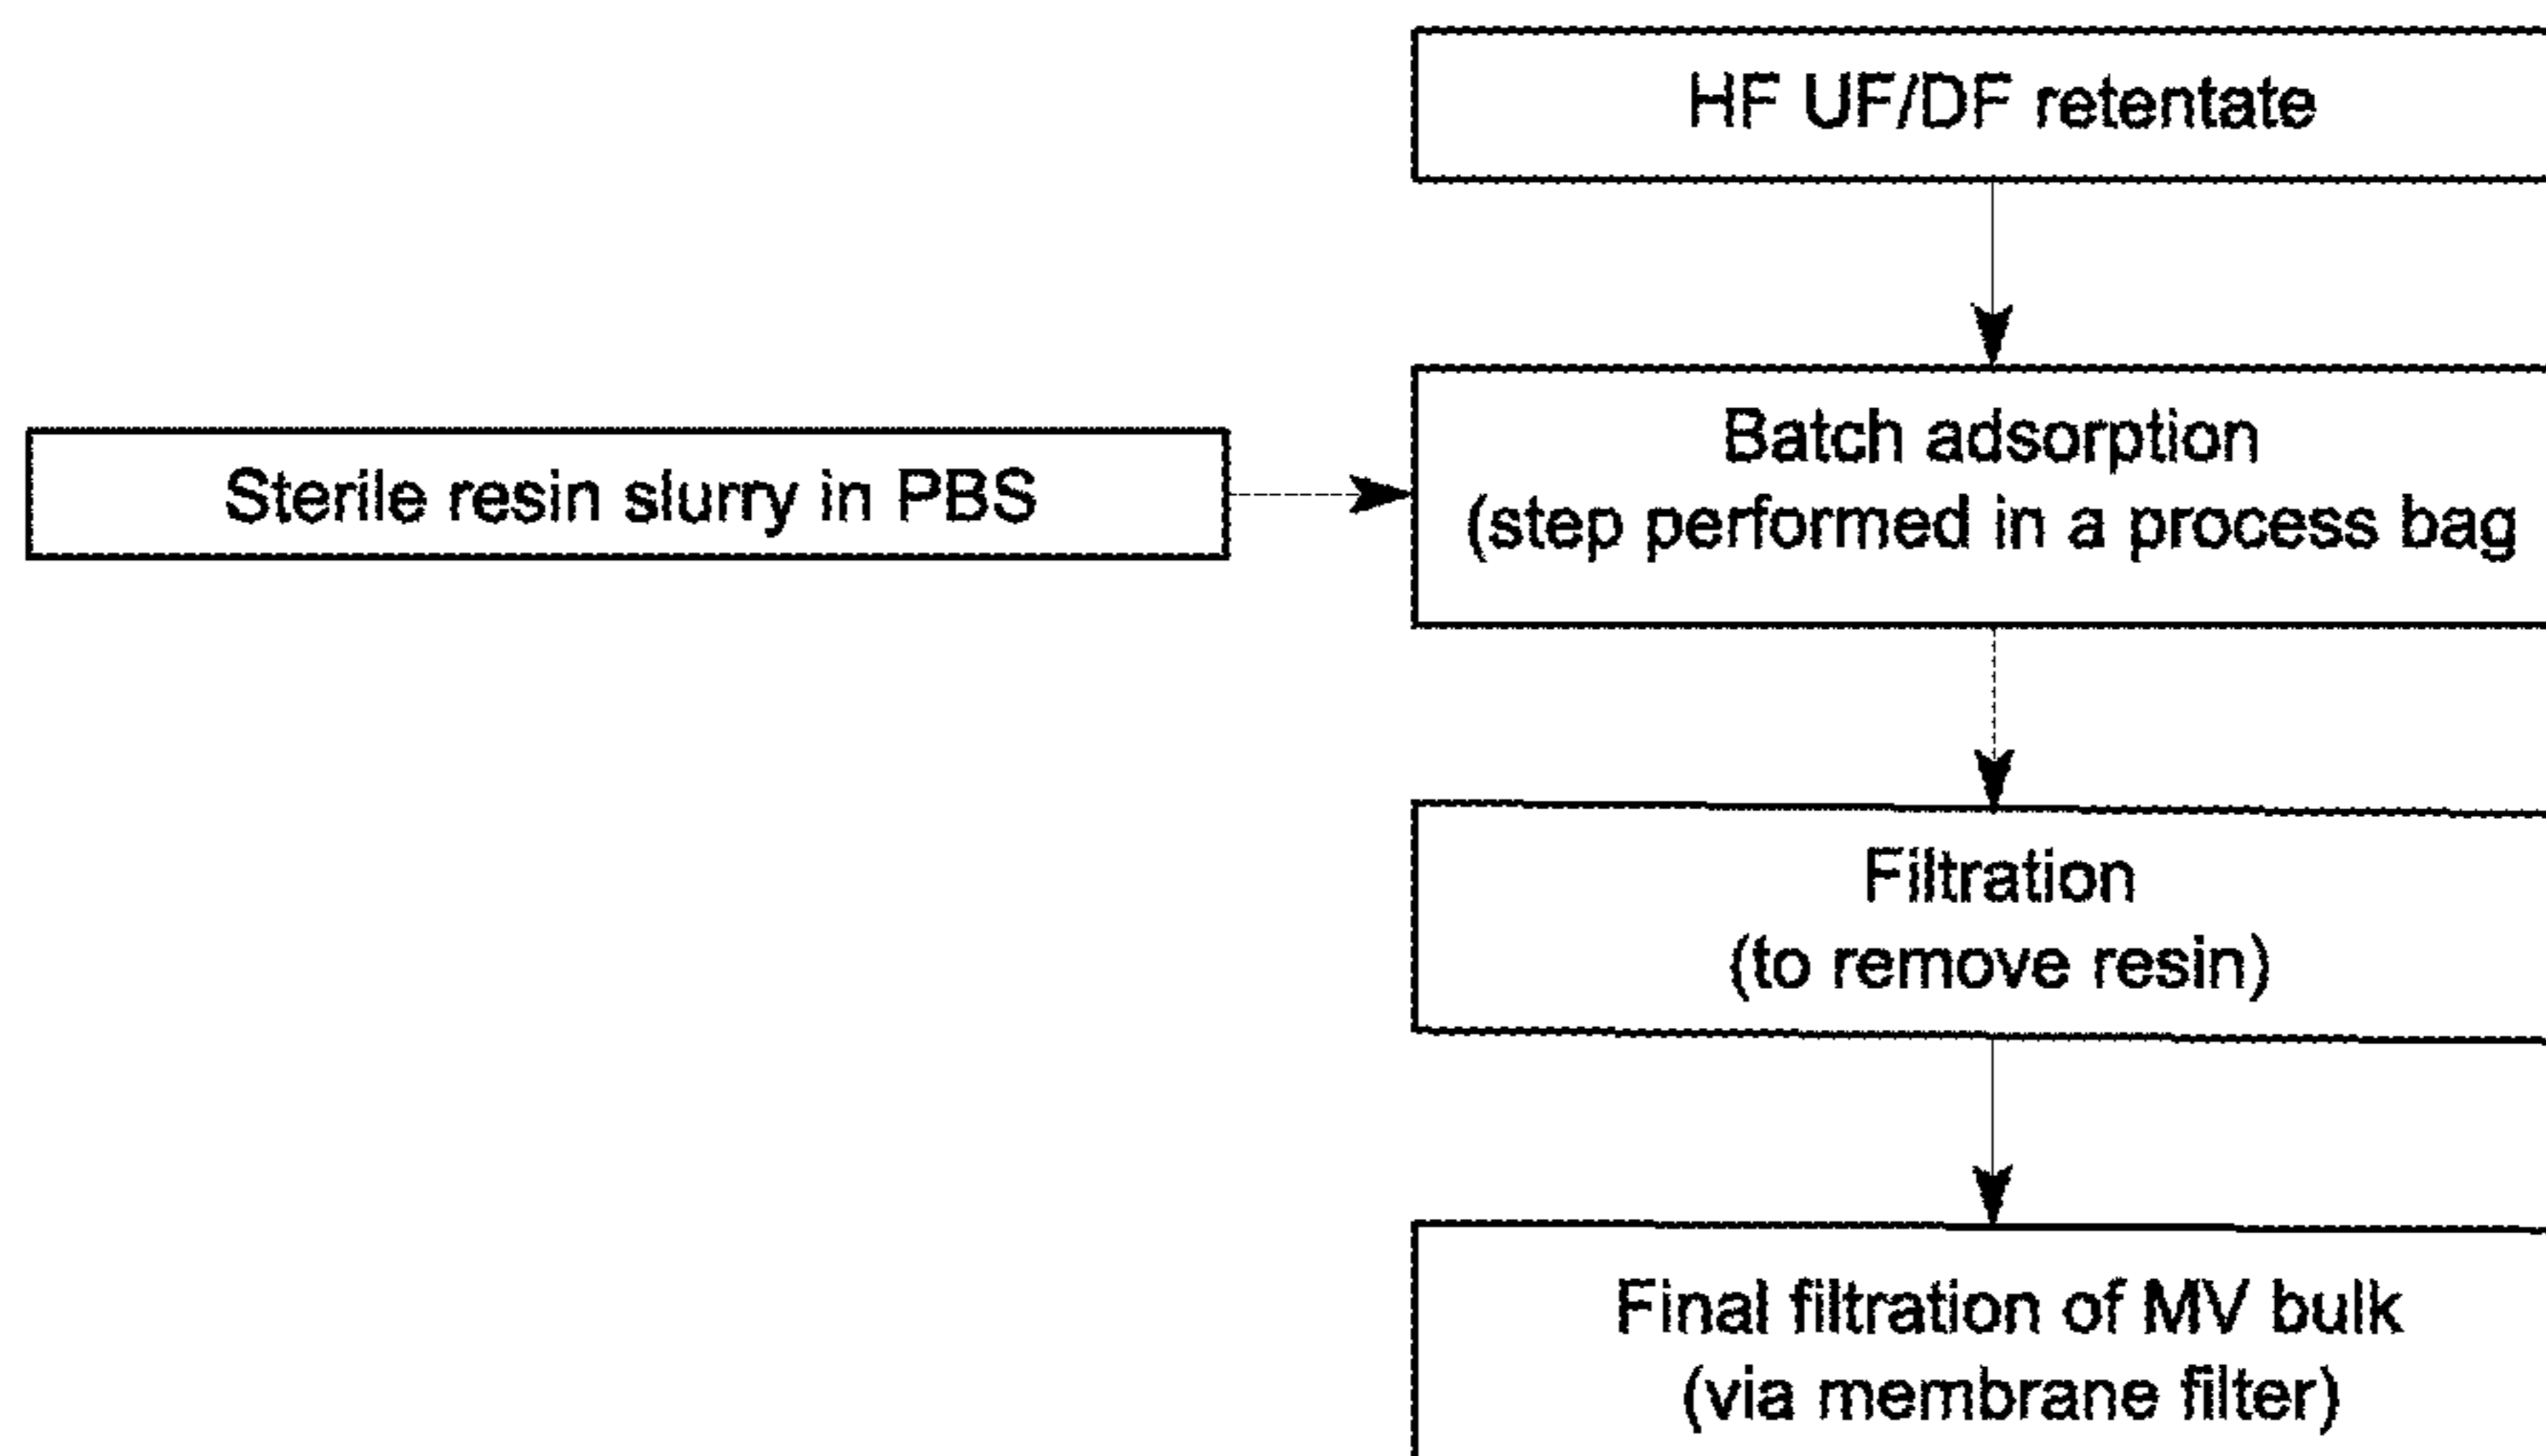 HF UF/DF retentate
Sterile resin slurry in PBS
Batch adsorption
(step performed in a process bag
Filtration
(to remove resin)
Final filtration of MV bulk
(via membrane filter)